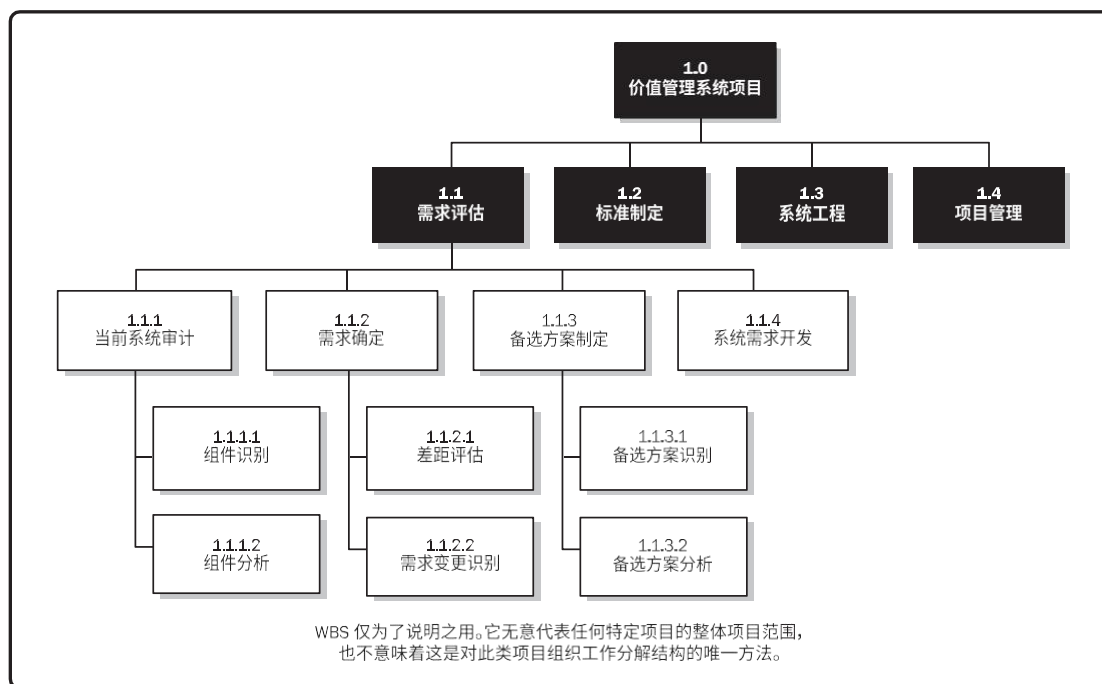 1.0
价值管理系统项目
1.1
需求评估
1.2
标准制定
1.3
系统工程
1.4
项目管理
1.1.1
当前系统审计
1.1.2
需求确定
1.1.3
备选方案制定
1.1.4
系统需求开发
1.1.1.1
组件识别
1.1.2.1
差距评估
1.1.3.1
备选方案识别
1.1.1.2
组件分析
1.1.2.2
需求变更识别
1.1.3.2
备选方案分析
WBS 仅为了说明之用。它无意代表任何特定项目的整体项目范围,
也不意味着这是对此类项目组织工作分解结构的唯一方法。